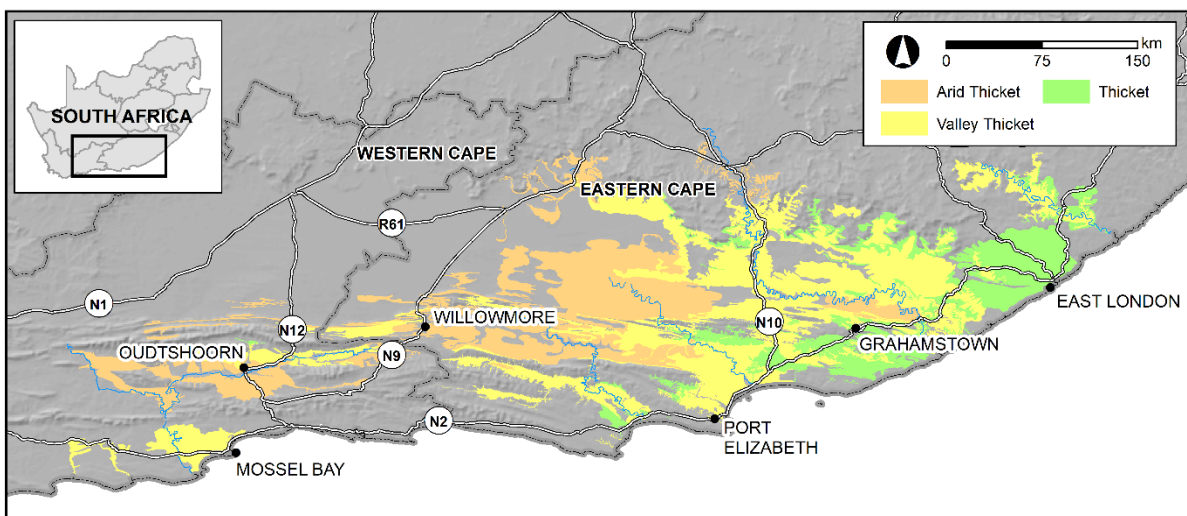 SOUTH AFRICA
km
0 75 150
Arid Thicket
Thicket
Valley Thicket
WESTERN CAPE
EASTERN CAPE
R61
N1
N12
WILLOWMORE
EAST LONDON
N10
OUDTSHOORN
N9
GRAHAMSTOWN
N2
PORT
ELIZABETH
MOSSEL BAY